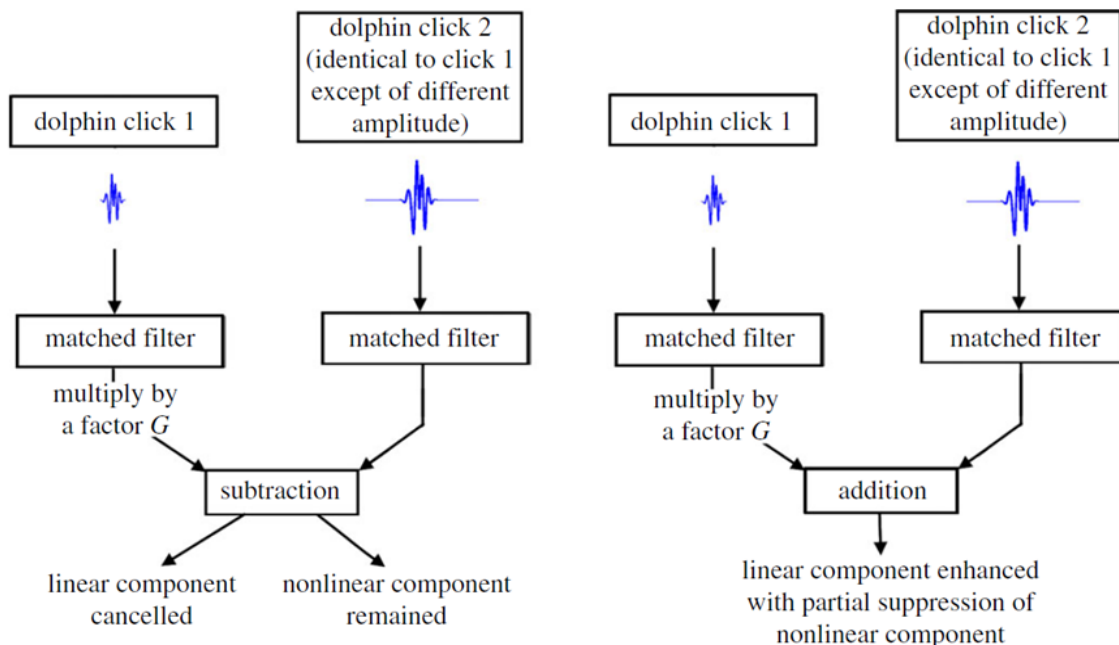 dolphin click 1
dolphin click 2
(identical to click 1
except of different
amplitude)
matched filter
matched filter
multiply by
a factor G
subtraction
linear component
cancelled
nonlinear component
remained
dolphin click 1
dolphin click 2
(identical to click 1
except of different
amplitude)
matched filter
matched filter
multiply by
a factor G
addition
linear component enhanced
with partial suppression of
nonlinear component